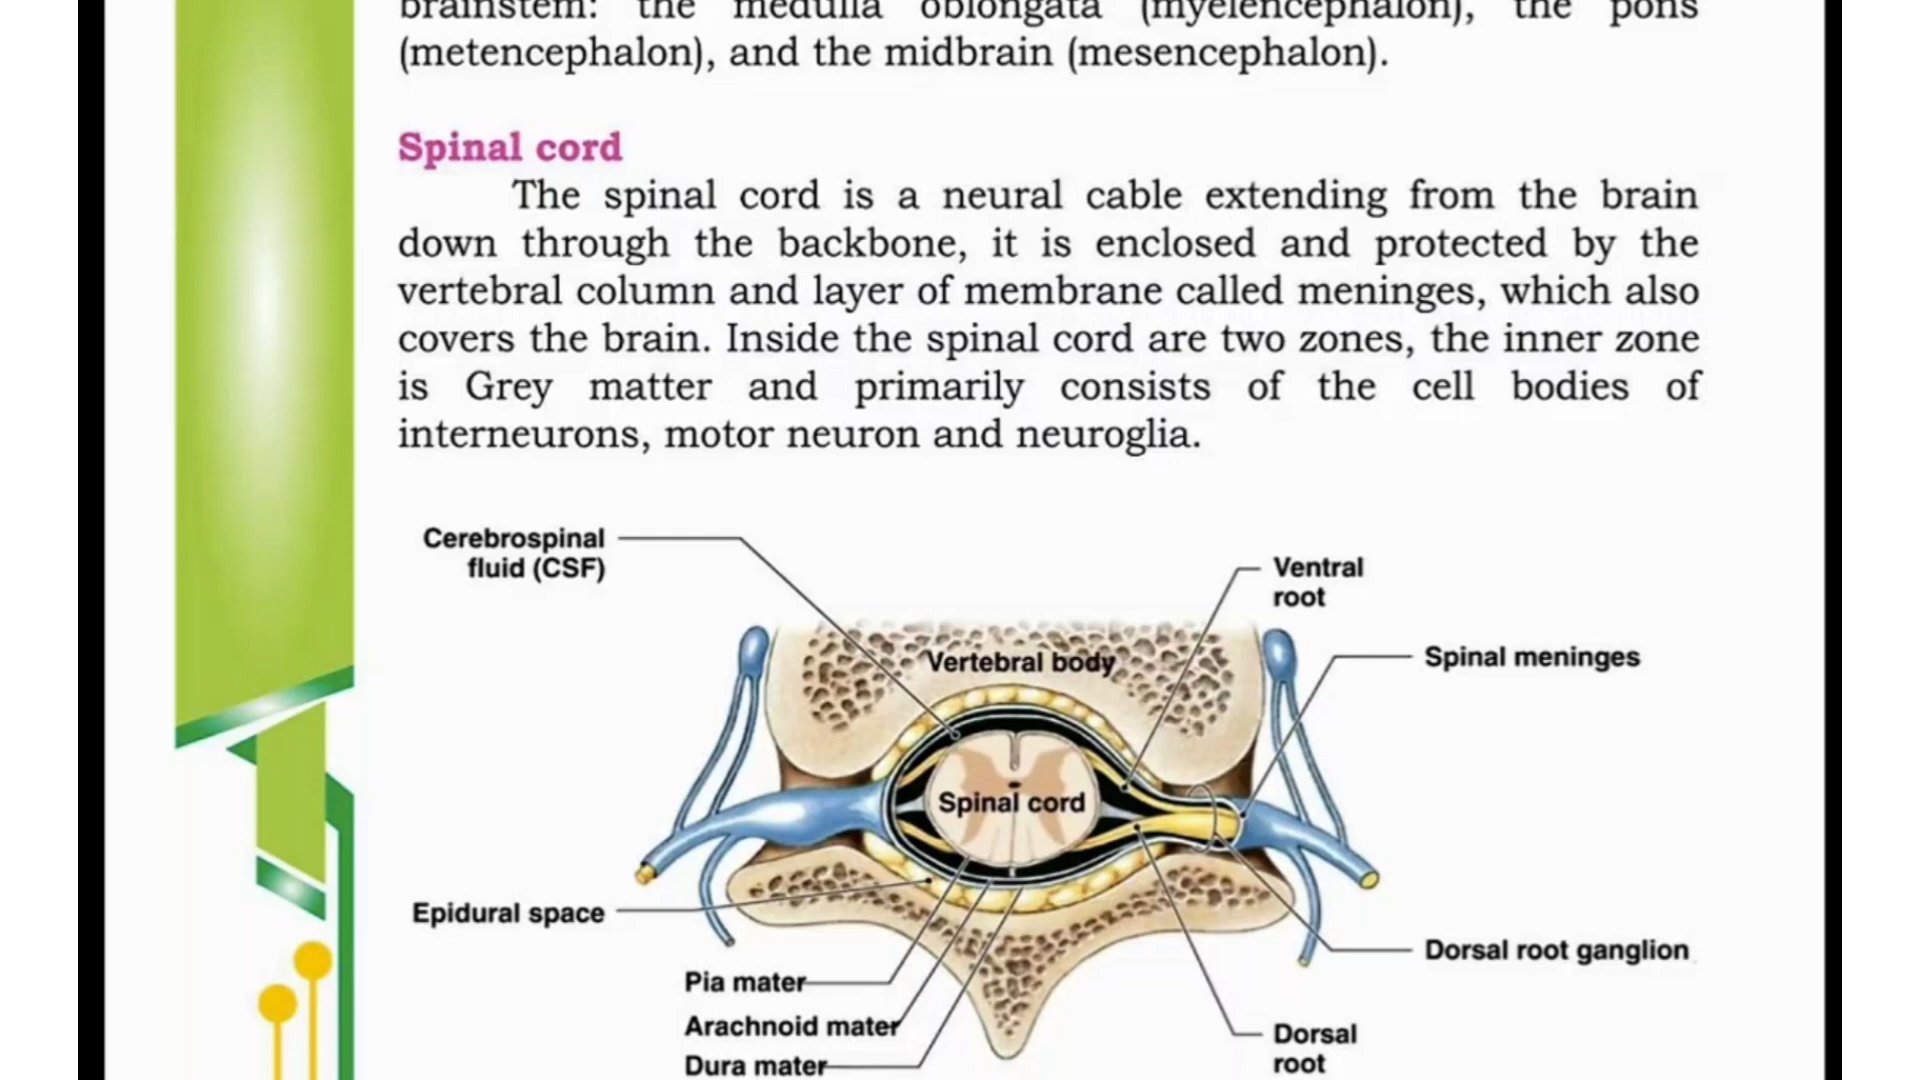 brainstem: the medulla oblongata (myelencephalon), the pons
(metencephalon), and the midbrain (mesencephalon).
Spinal cord
The spinal cord is a neural cable extending from the brain
down through the backbone, it is enclosed and protected by the
vertebral column and layer of membrane called meninges, which also
covers the brain. Inside the spinal cord are two zones, the inner zone
is Grey matter and primarily consists of the cell bodies of
interneurons, motor neuron and neuroglia.
Cerebrospinal
fluid (CSF)
Ventral
root
Spinal meninges
Vertebral body
Spinal cord
Epidural space
Dorsal root ganglion
Pia mater
Arachnoid mater
Dura mater
Dorsal
root